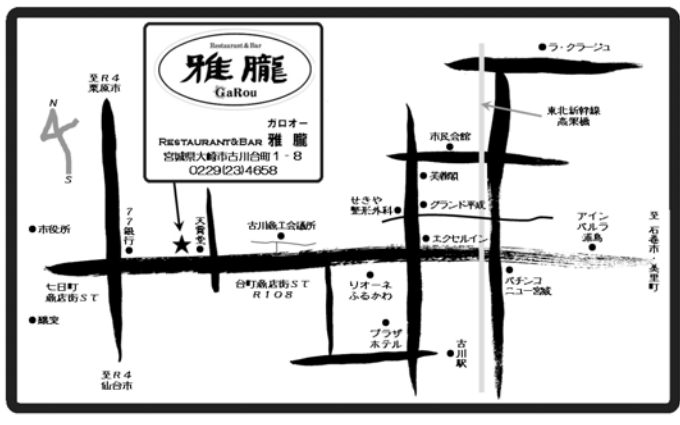 Restaurant & Bar
雅朧
GaRou
ガロオー
RESTAURANT&BAR 雅朧
宮城県大崎市古川台町1-8
0229(23)4658
ラ・クラージュ
至R4
栗原市
東北新幹線
高架橋
N
S
市民会館
美容院
せきや
整形外科
グランド平成
市役所
77銀行
天賞堂
古川商工会議所
エクセルイン
アイン
パルラ
浦島
至 石巻市・美里町
七日町
商店街ST
台町商店街ST
R108
リオーネ
ふるかわ
パチンコ
ニュー宮城
プラザ
ホテル
古川駅
至R4
仙台市